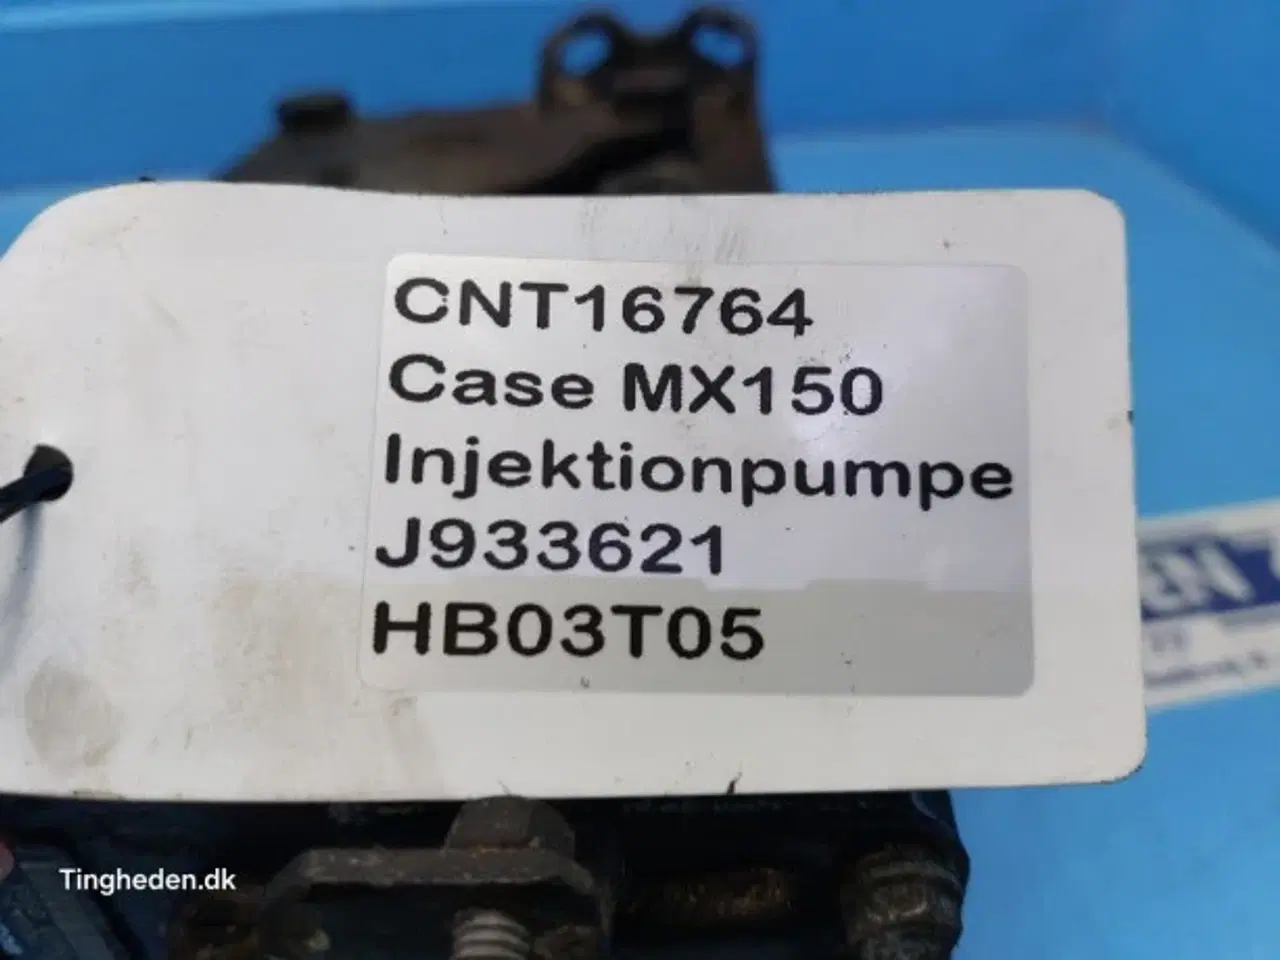 CNT16764
Case MX150
Injektionpumpe
J933621
HB03T05
Tingheden.dk